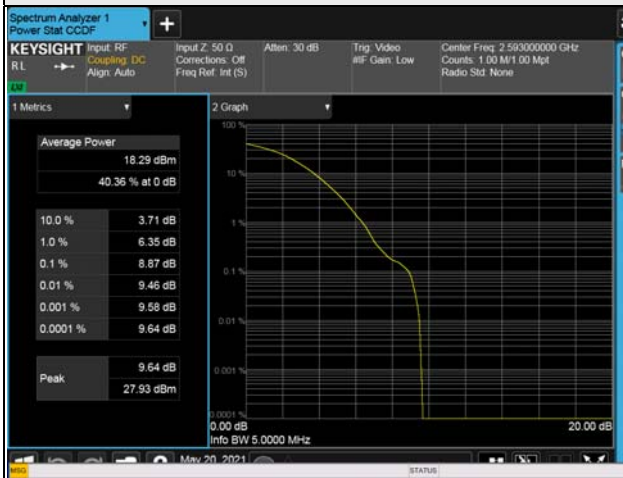 Spectrum Analyzer 1
Power Stat CCDF
+
KEYSIGHT
RL
Input: RF
Coupling: DC
Align: Auto
Input Z: 50 Ω
Corrections: Off
Freq Ref: Int (S)
Atten: 30 dB
Trig: Video
#IF Gain: Low
Center Freq: 2.593000000 GHz
Counts: 1.00 M/1.00 Mpt
Radio Std: None
1 Metrics
Average Power
18.29 dBm
40.36 % at 0 dB
10.0 % 3.71 dB
1.0 % 6.35 dB
0.1 % 8.87 dB
0.01 % 9.46 dB
0.001 % 9.58 dB
0.0001 % 9.64 dB
Peak
9.64 dB
27.93 dBm
2 Graph
100 %
10 %
1 %
0.1 %
0.01 %
0.001 %
0.0001 %
0.00 dB 20.00 dB
Info BW 5.0000 MHz
May 20, 2021
MSG STATUS